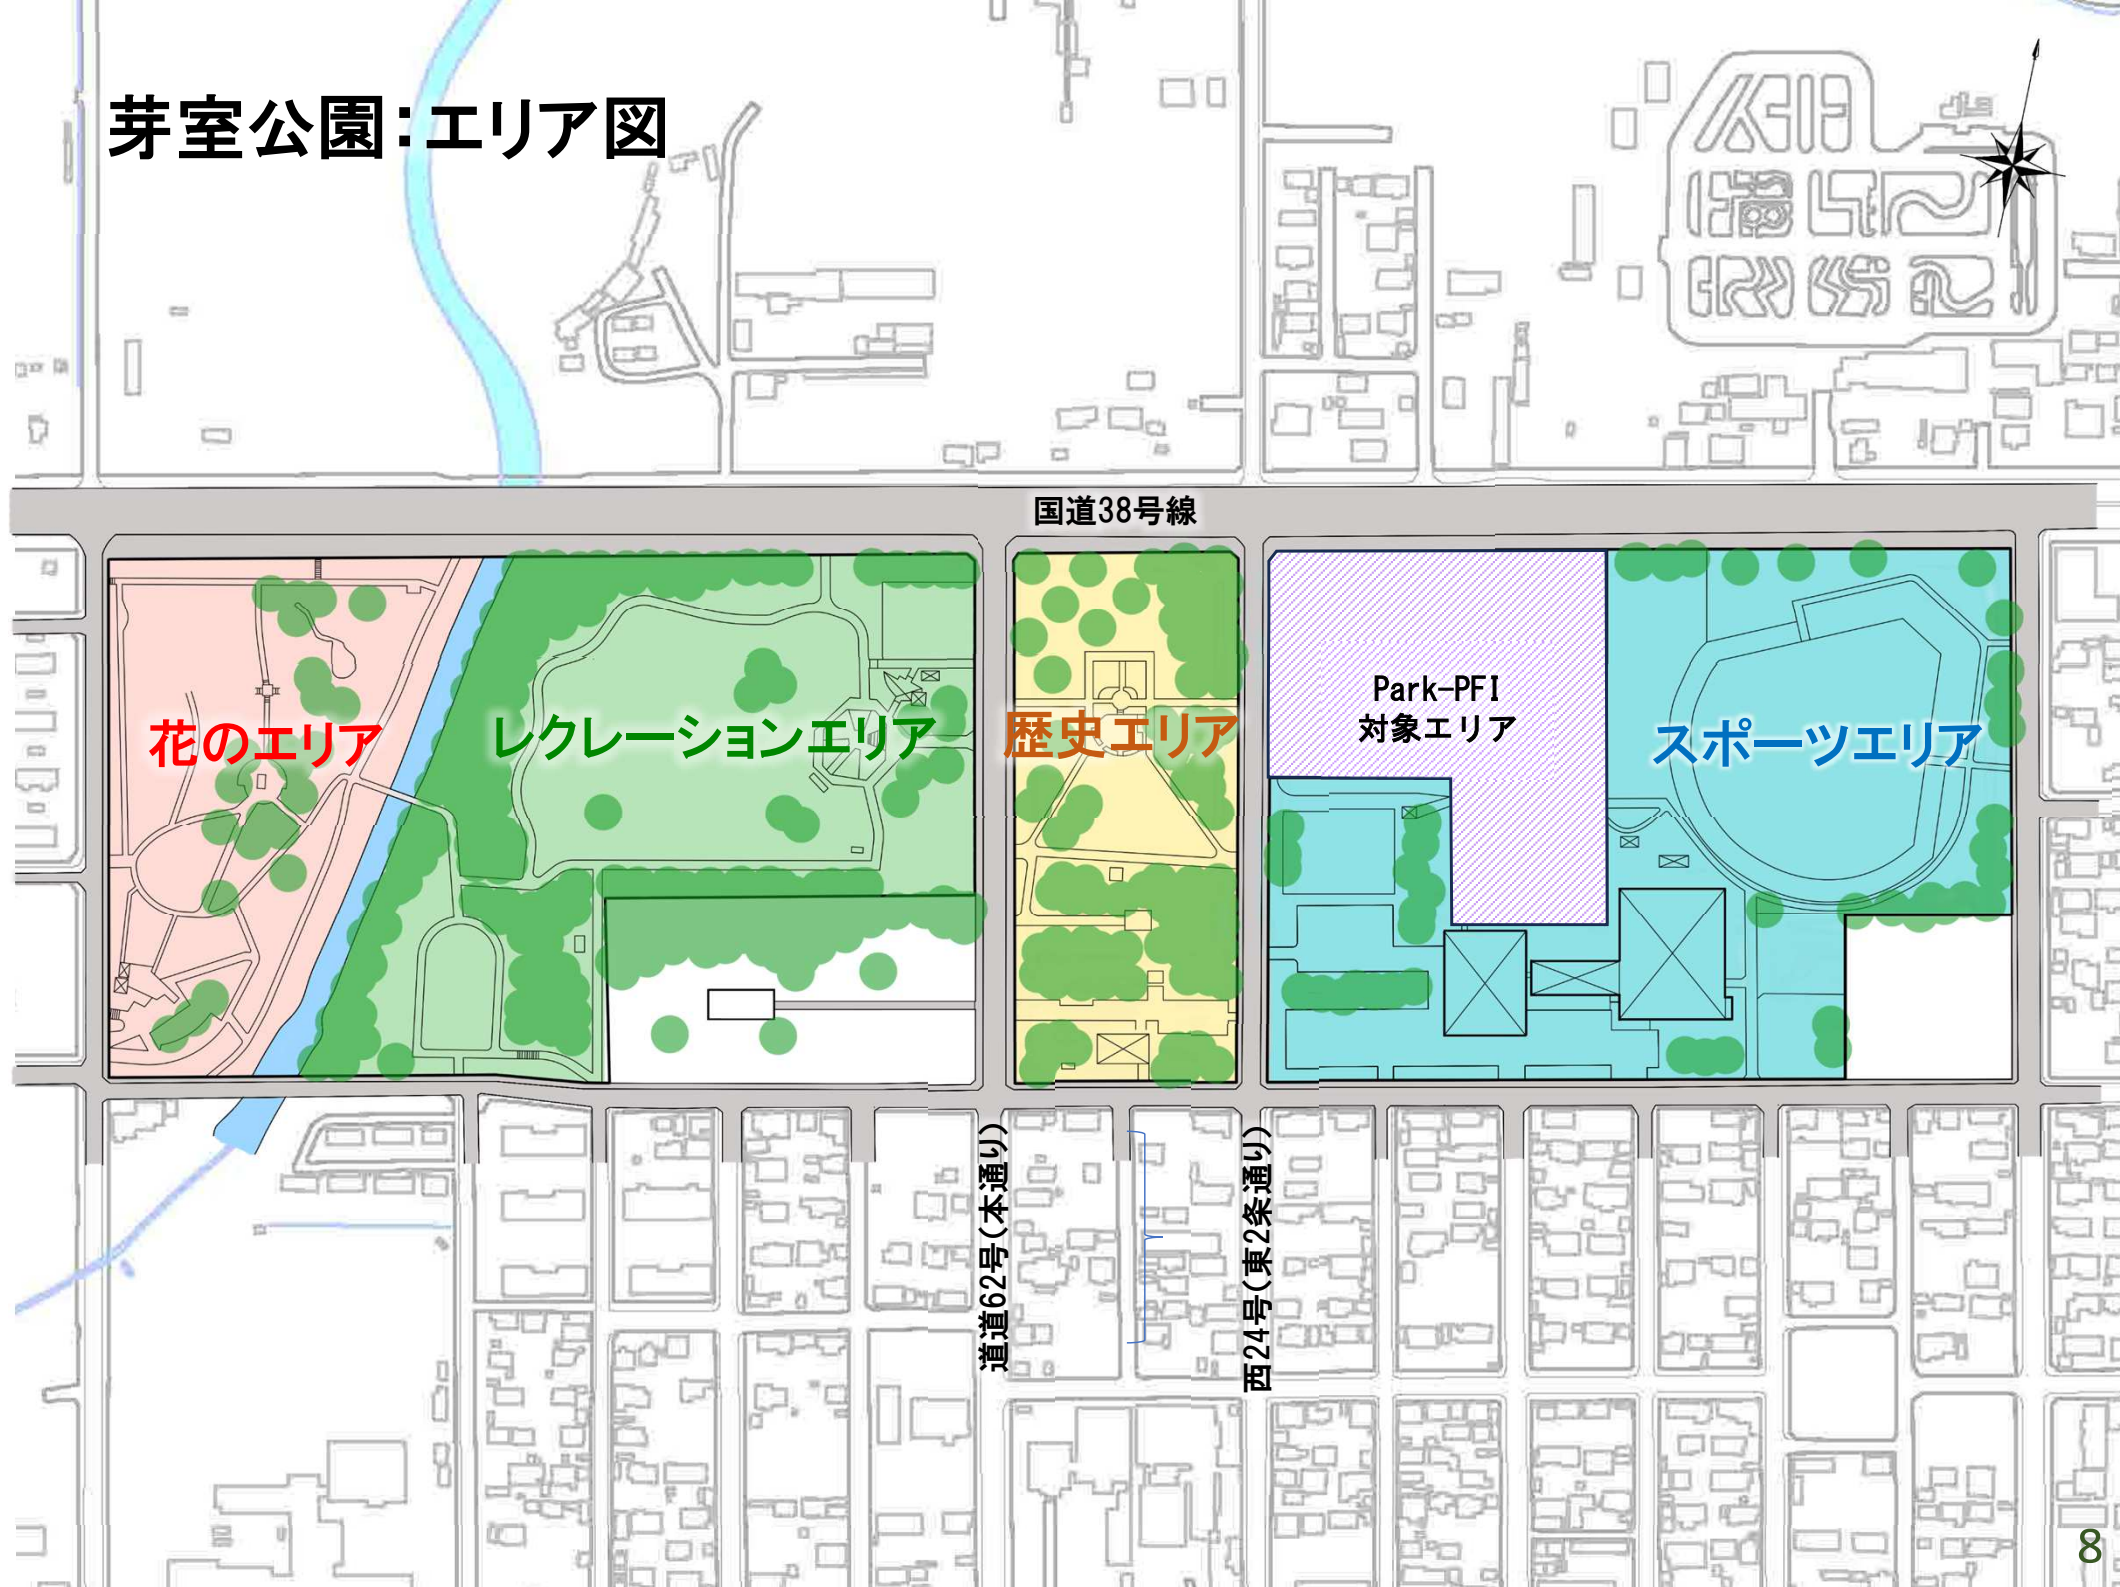 芽室公園：エリア図
国道38号線
花のエリア
レクレーションエリア
歴史エリア
Park-PFI
対象エリア
スポーツエリア
道道62号（本通り）
西24号（東2条通り）
8